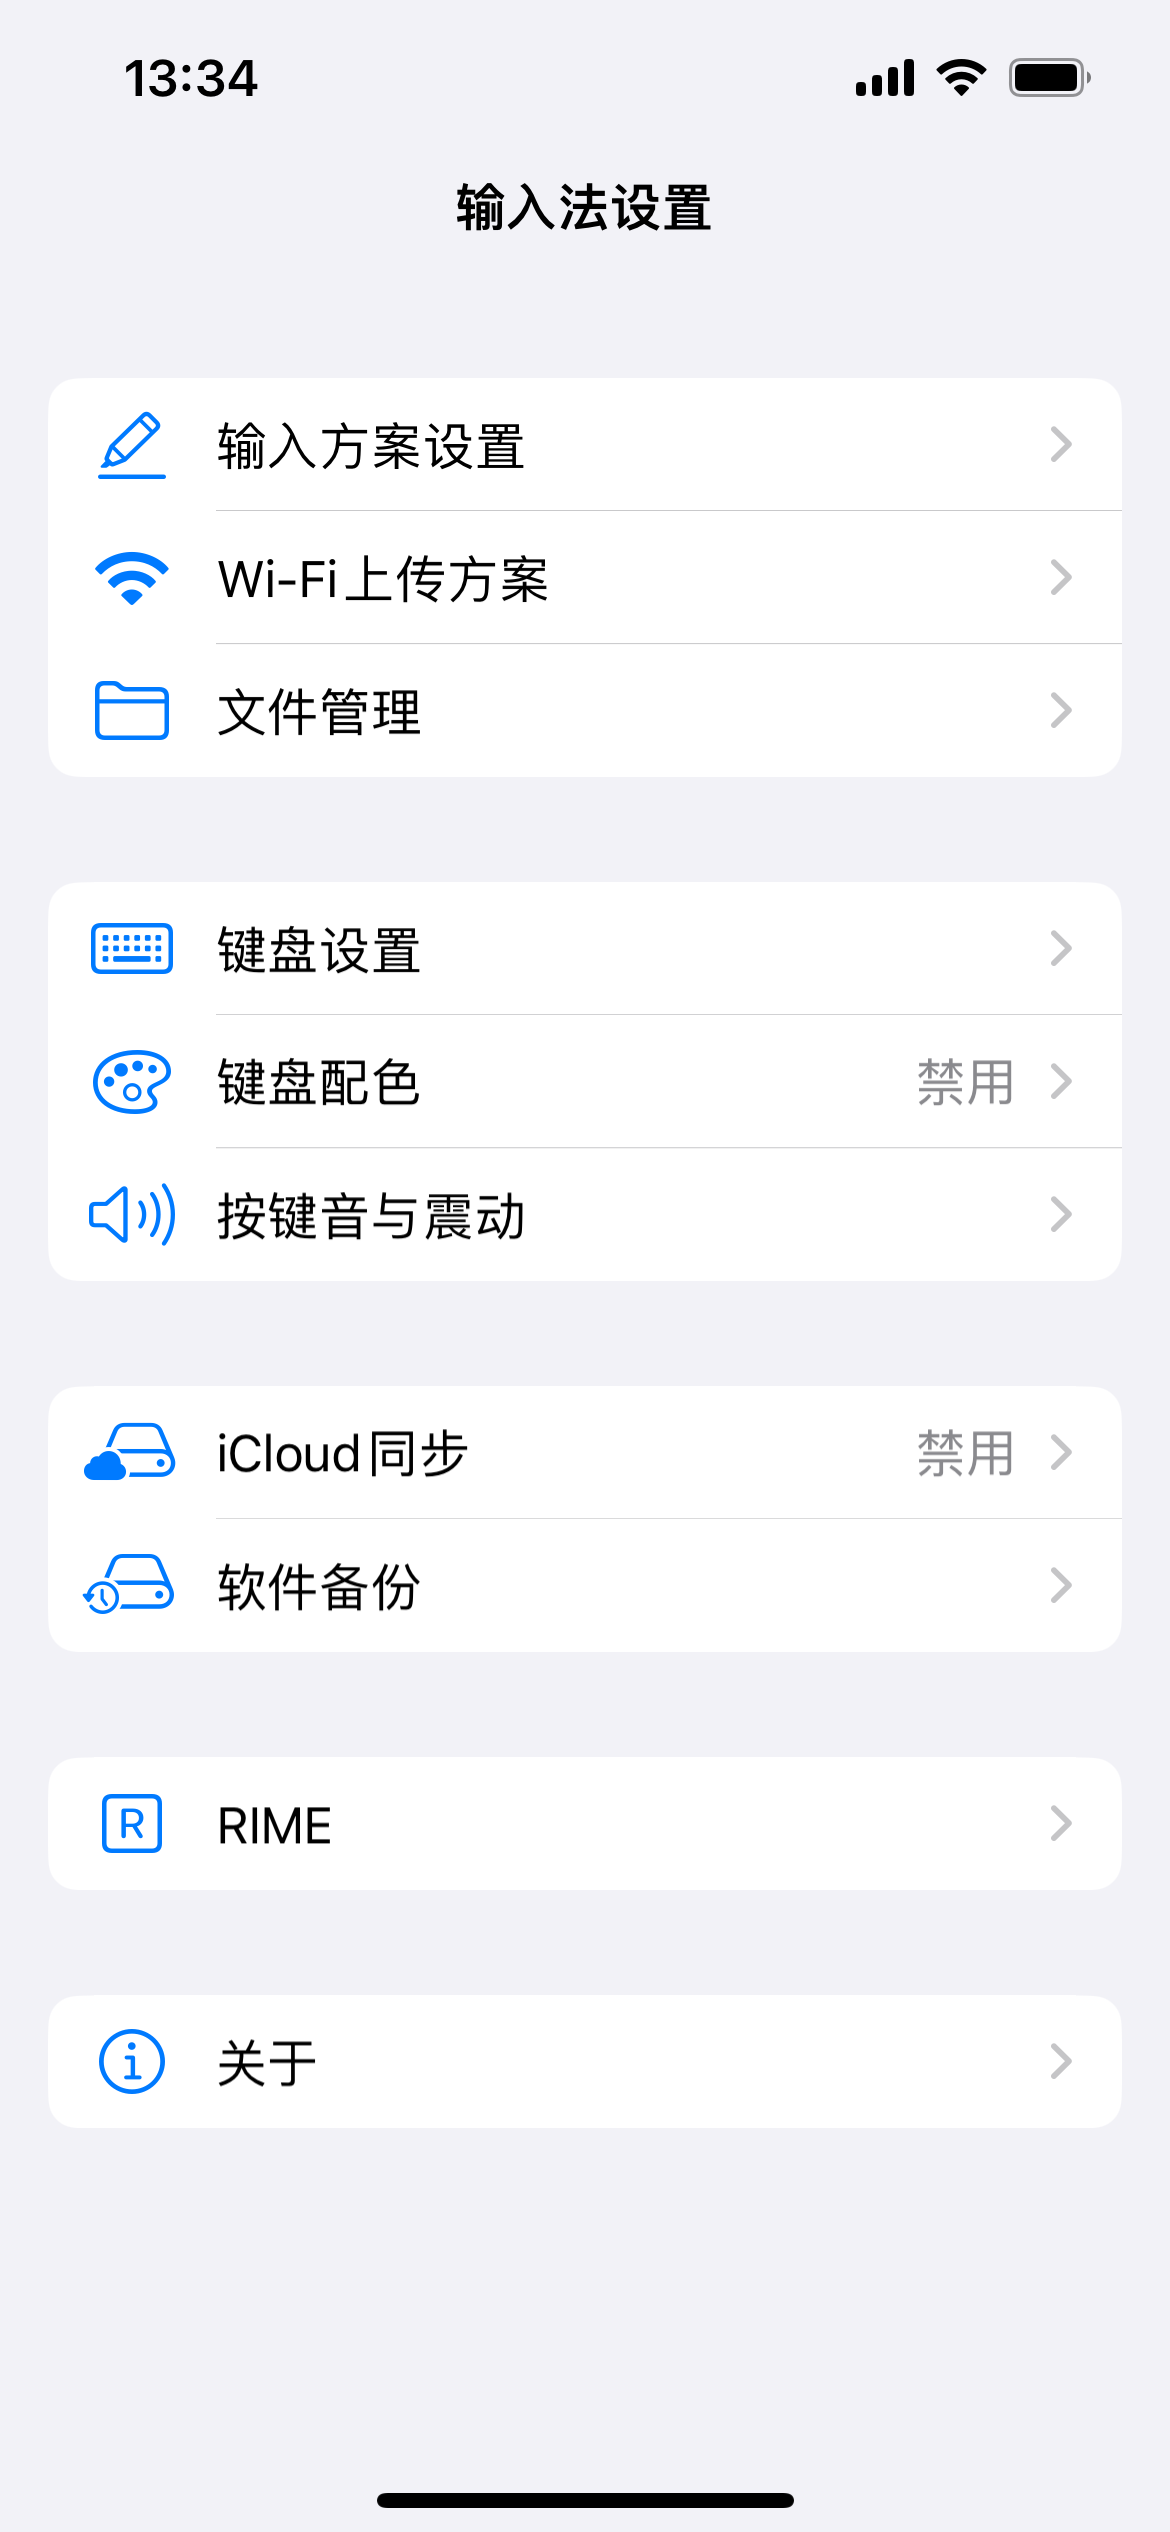 13:34
输入法设置
输入方案设置
Wi-Fi上传方案
文件管理
键盘设置
键盘配色 禁用
按键音与震动
iCloud同步 禁用
软件备份
R RIME
关于